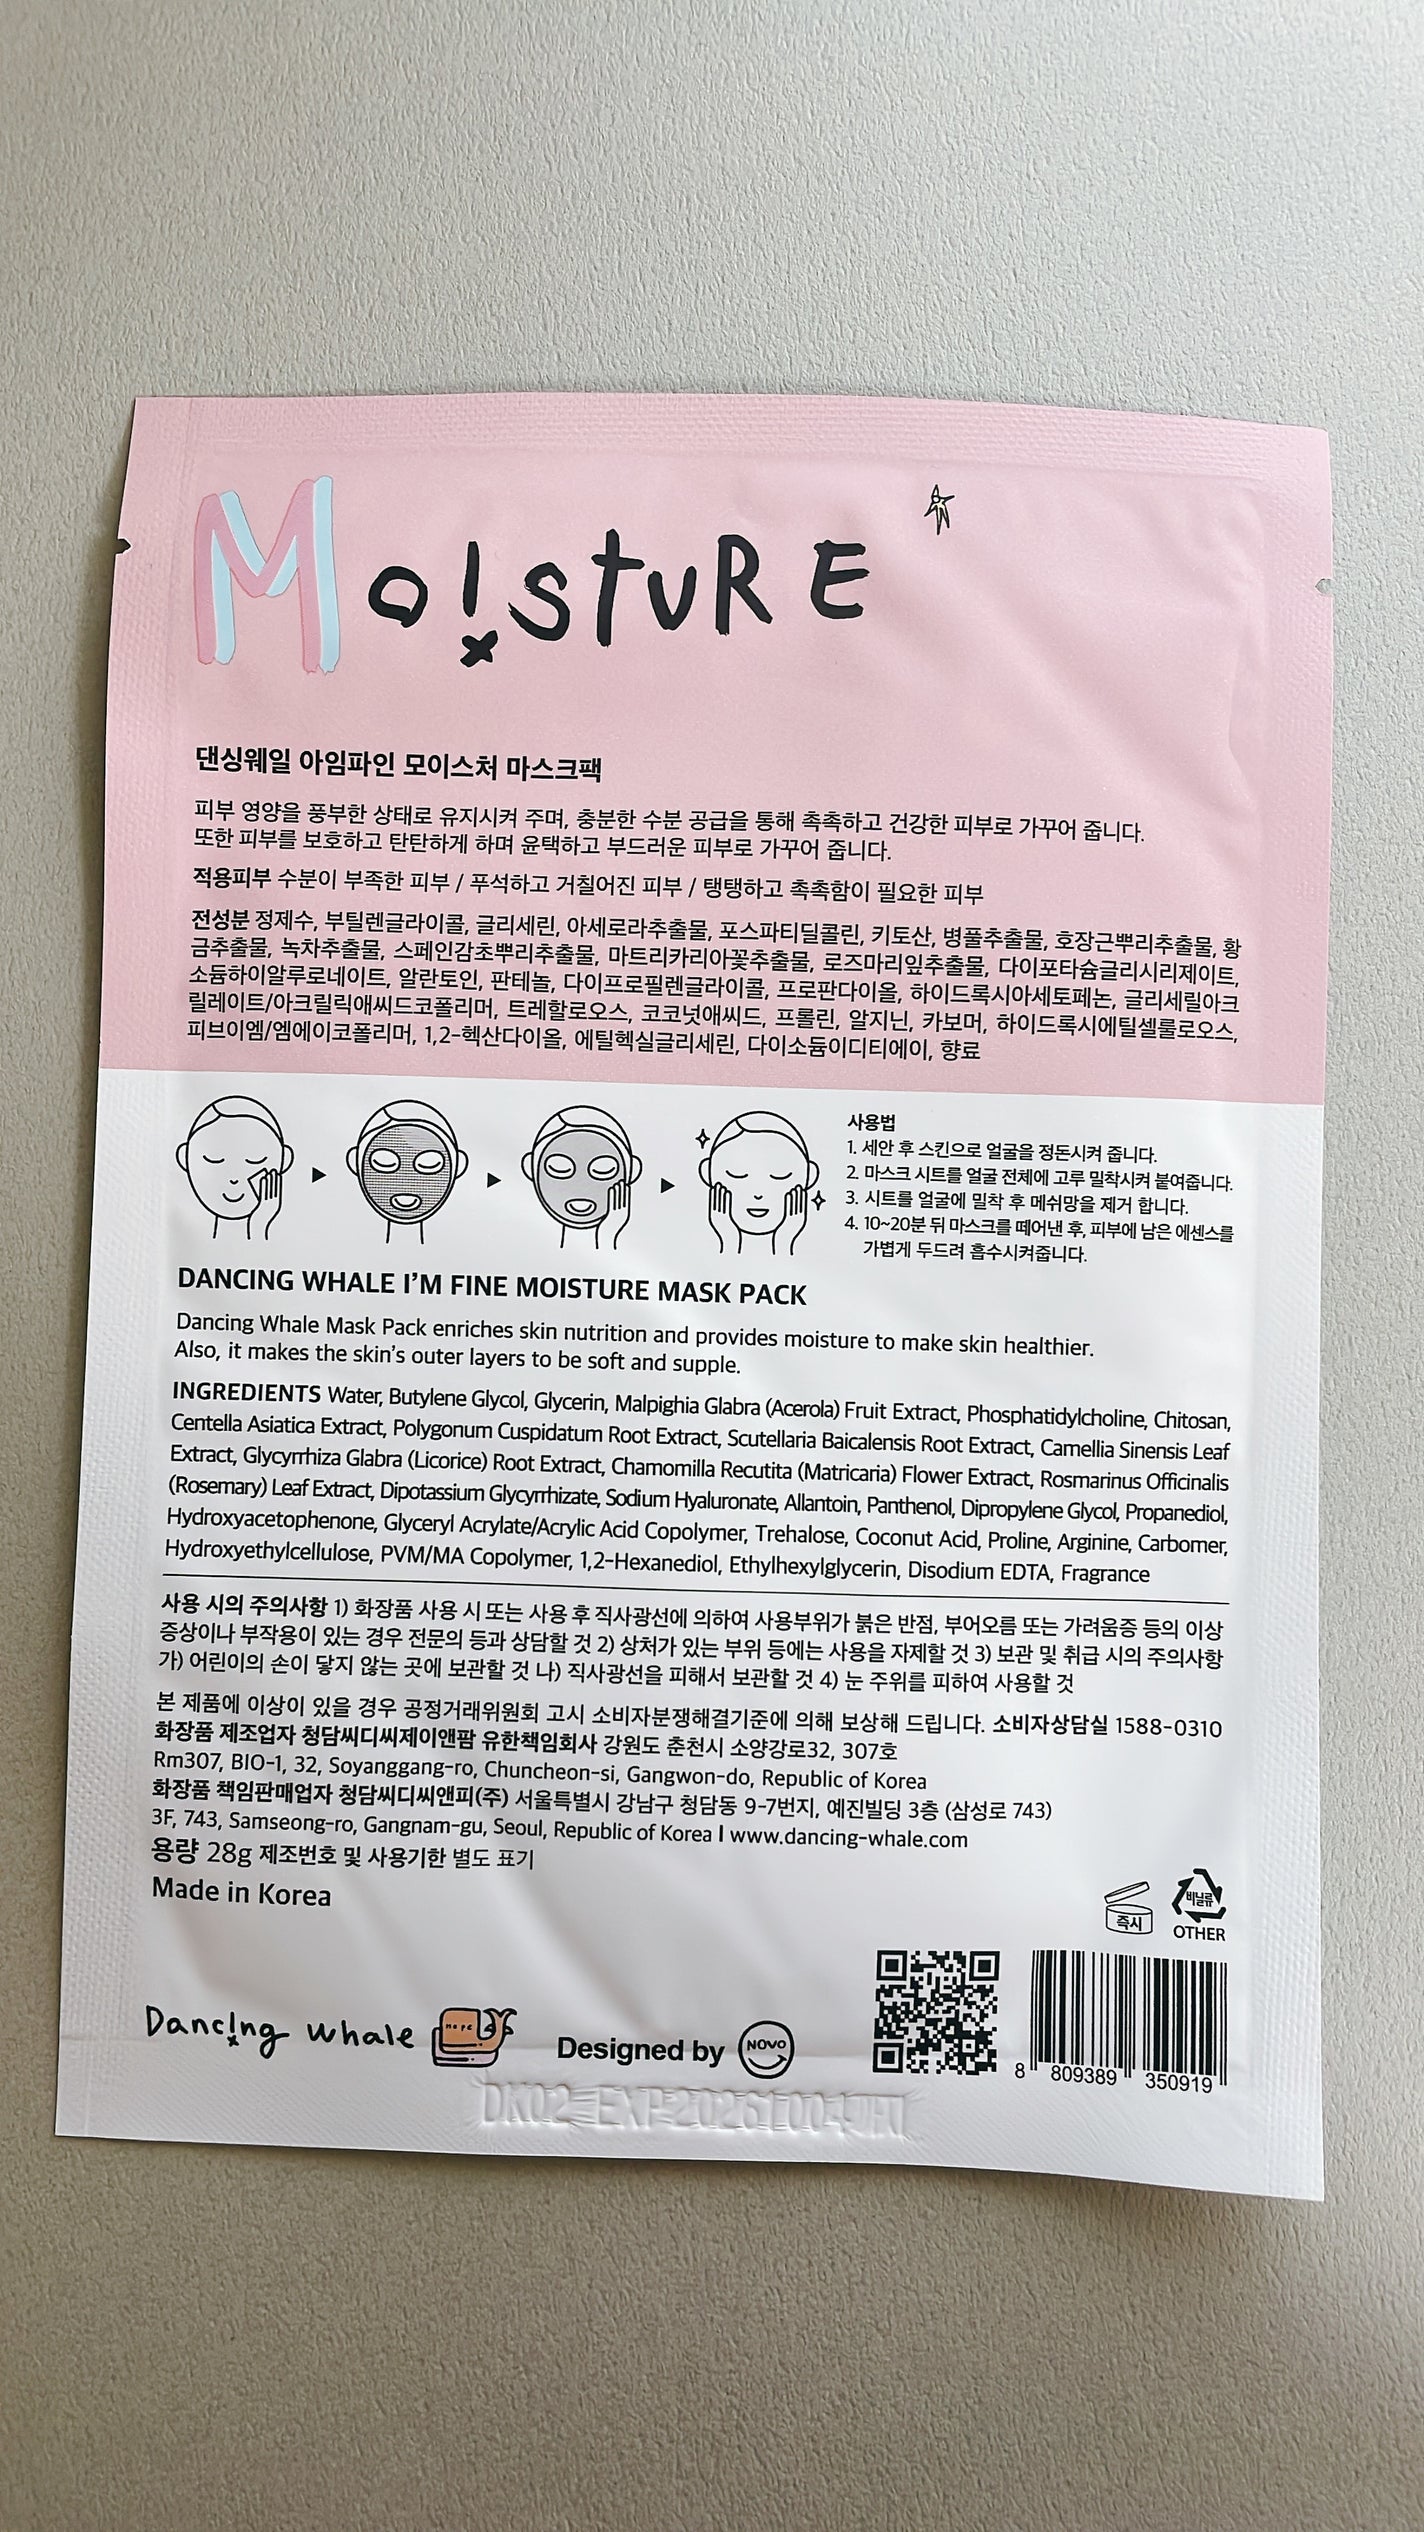 MoisTURE
댄싱웨일 아임파인 모이스처 마스크팩
피부 영양을 풍부한 상태로 유지시켜 주며, 충분한 수분 공급을 통해 촉촉하고 건강한 피부로 가꾸어 줍니다.
또한 피부를 보호하고 탄탄하게 하며 윤택하고 부드러운 피부로 가꾸어 줍니다.
적용피부 수분이 부족한 피부 / 푸석하고 거칠어진 피부 / 탱탱하고 촉촉함이 필요한 피부
전성분 정제수, 부틸렌글라이콜, 글리세린, 아세로라추출물, 포스파티딜콜린, 키토산, 병풀추출물, 호장근뿌리추출물, 황
금추출물, 녹차추출물, 스페인감초뿌리추출물, 마트리카리아꽃추출물, 로즈마리잎추출물, 다이포타슘글리시리제이트,
소듐하이알루로네이트, 알란토인, 판테놀, 다이프로필렌글라이콜, 프로판다이올, 하이드록시아세토페논, 글리세릴아크
릴레이트/아크릴릭애씨드코폴리머, 트레할로오스, 코코넛애씨드, 프롤린, 알지닌, 카보머, 하이드록시에틸셀룰로오스,
피브이엠/엠에이코폴리머, 1,2-헥산다이올, 에틸헥실글리세린, 다이소듐이디티에이, 향료
사용법
1. 세안 후 스킨으로 얼굴을 정돈시켜 줍니다.
2. 마스크 시트를 얼굴 전체에 고루 밀착시켜 붙여줍니다.
3. 시트를 얼굴에 밀착 후 메쉬망을 제거 합니다.
4. 10~20분 뒤 마스크를 떼어낸 후, 피부에 남은 에센스를
가볍게 두드려 흡수시켜줍니다.
DANCING WHALE I'M FINE MOISTURE MASK PACK
Dancing Whale Mask Pack enriches skin nutrition and provides moisture to make skin healthier.
Also, it makes the skin's outer layers to be soft and supple.
INGREDIENTS Water, Butylene Glycol, Glycerin, Malpighia Glabra (Acerola) Fruit Extract, Phosphatidylcholine, Chitosan,
Centella Asiatica Extract, Polygonum Cuspidatum Root Extract, Scutellaria Baicalensis Root Extract, Camellia Sinensis Leaf
Extract, Glycyrrhiza Glabra (Licorice) Root Extract, Chamomilla Recutita (Matricaria) Flower Extract, Rosmarinus Officinalis
(Rosemary) Leaf Extract, Dipotassium Glycyrrhizate, Sodium Hyaluronate, Allantoin, Panthenol, Dipropylene Glycol, Propanediol,
Hydroxyacetophenone, Glyceryl Acrylate/Acrylic Acid Copolymer, Trehalose, Coconut Acid, Proline, Arginine, Carbomer,
Hydroxyethylcellulose, PVM/MA Copolymer, 1,2-Hexanediol, Ethylhexylglycerin, Disodium EDTA, Fragrance
사용 시의 주의사항 1) 화장품 사용 시 또는 사용 후 직사광선에 의하여 사용부위가 붉은 반점, 부어오름 또는 가려움증 등의 이상
증상이나 부작용이 있는 경우 전문의 등과 상담할 것 2) 상처가 있는 부위 등에는 사용을 자제할 것 3) 보관 및 취급 시의 주의사항
가) 어린이의 손이 닿지 않는 곳에 보관할 것 나) 직사광선을 피해서 보관할 것 4) 눈 주위를 피하여 사용할 것
본 제품에 이상이 있을 경우 공정거래위원회 고시 소비자분쟁해결기준에 의해 보상해 드립니다. 소비자상담실 1588-0310
화장품 제조업자 청담씨디씨제이앤팜 유한책임회사 강원도 춘천시 소양강로32, 307호
Rm307, BIO-1, 32, Soyanggang-ro, Chuncheon-si, Gangwon-do, Republic of Korea
화장품 책임판매업자 청담씨디씨앤피(주) 서울특별시 강남구 청담동 9-7번지, 예진빌딩 3층 (삼성로 743)
3F, 743, Samseong-ro, Gangnam-gu, Seoul, Republic of Korea | www.dancing-whale.com
용량 28g 제조번호 및 사용기한 별도 표기
Made in Korea
즉시
비닐류
OTHER
Dancing whale
HOPE
Designed by NOVO
8 809389 350919
DK02 EXP 20261004까지